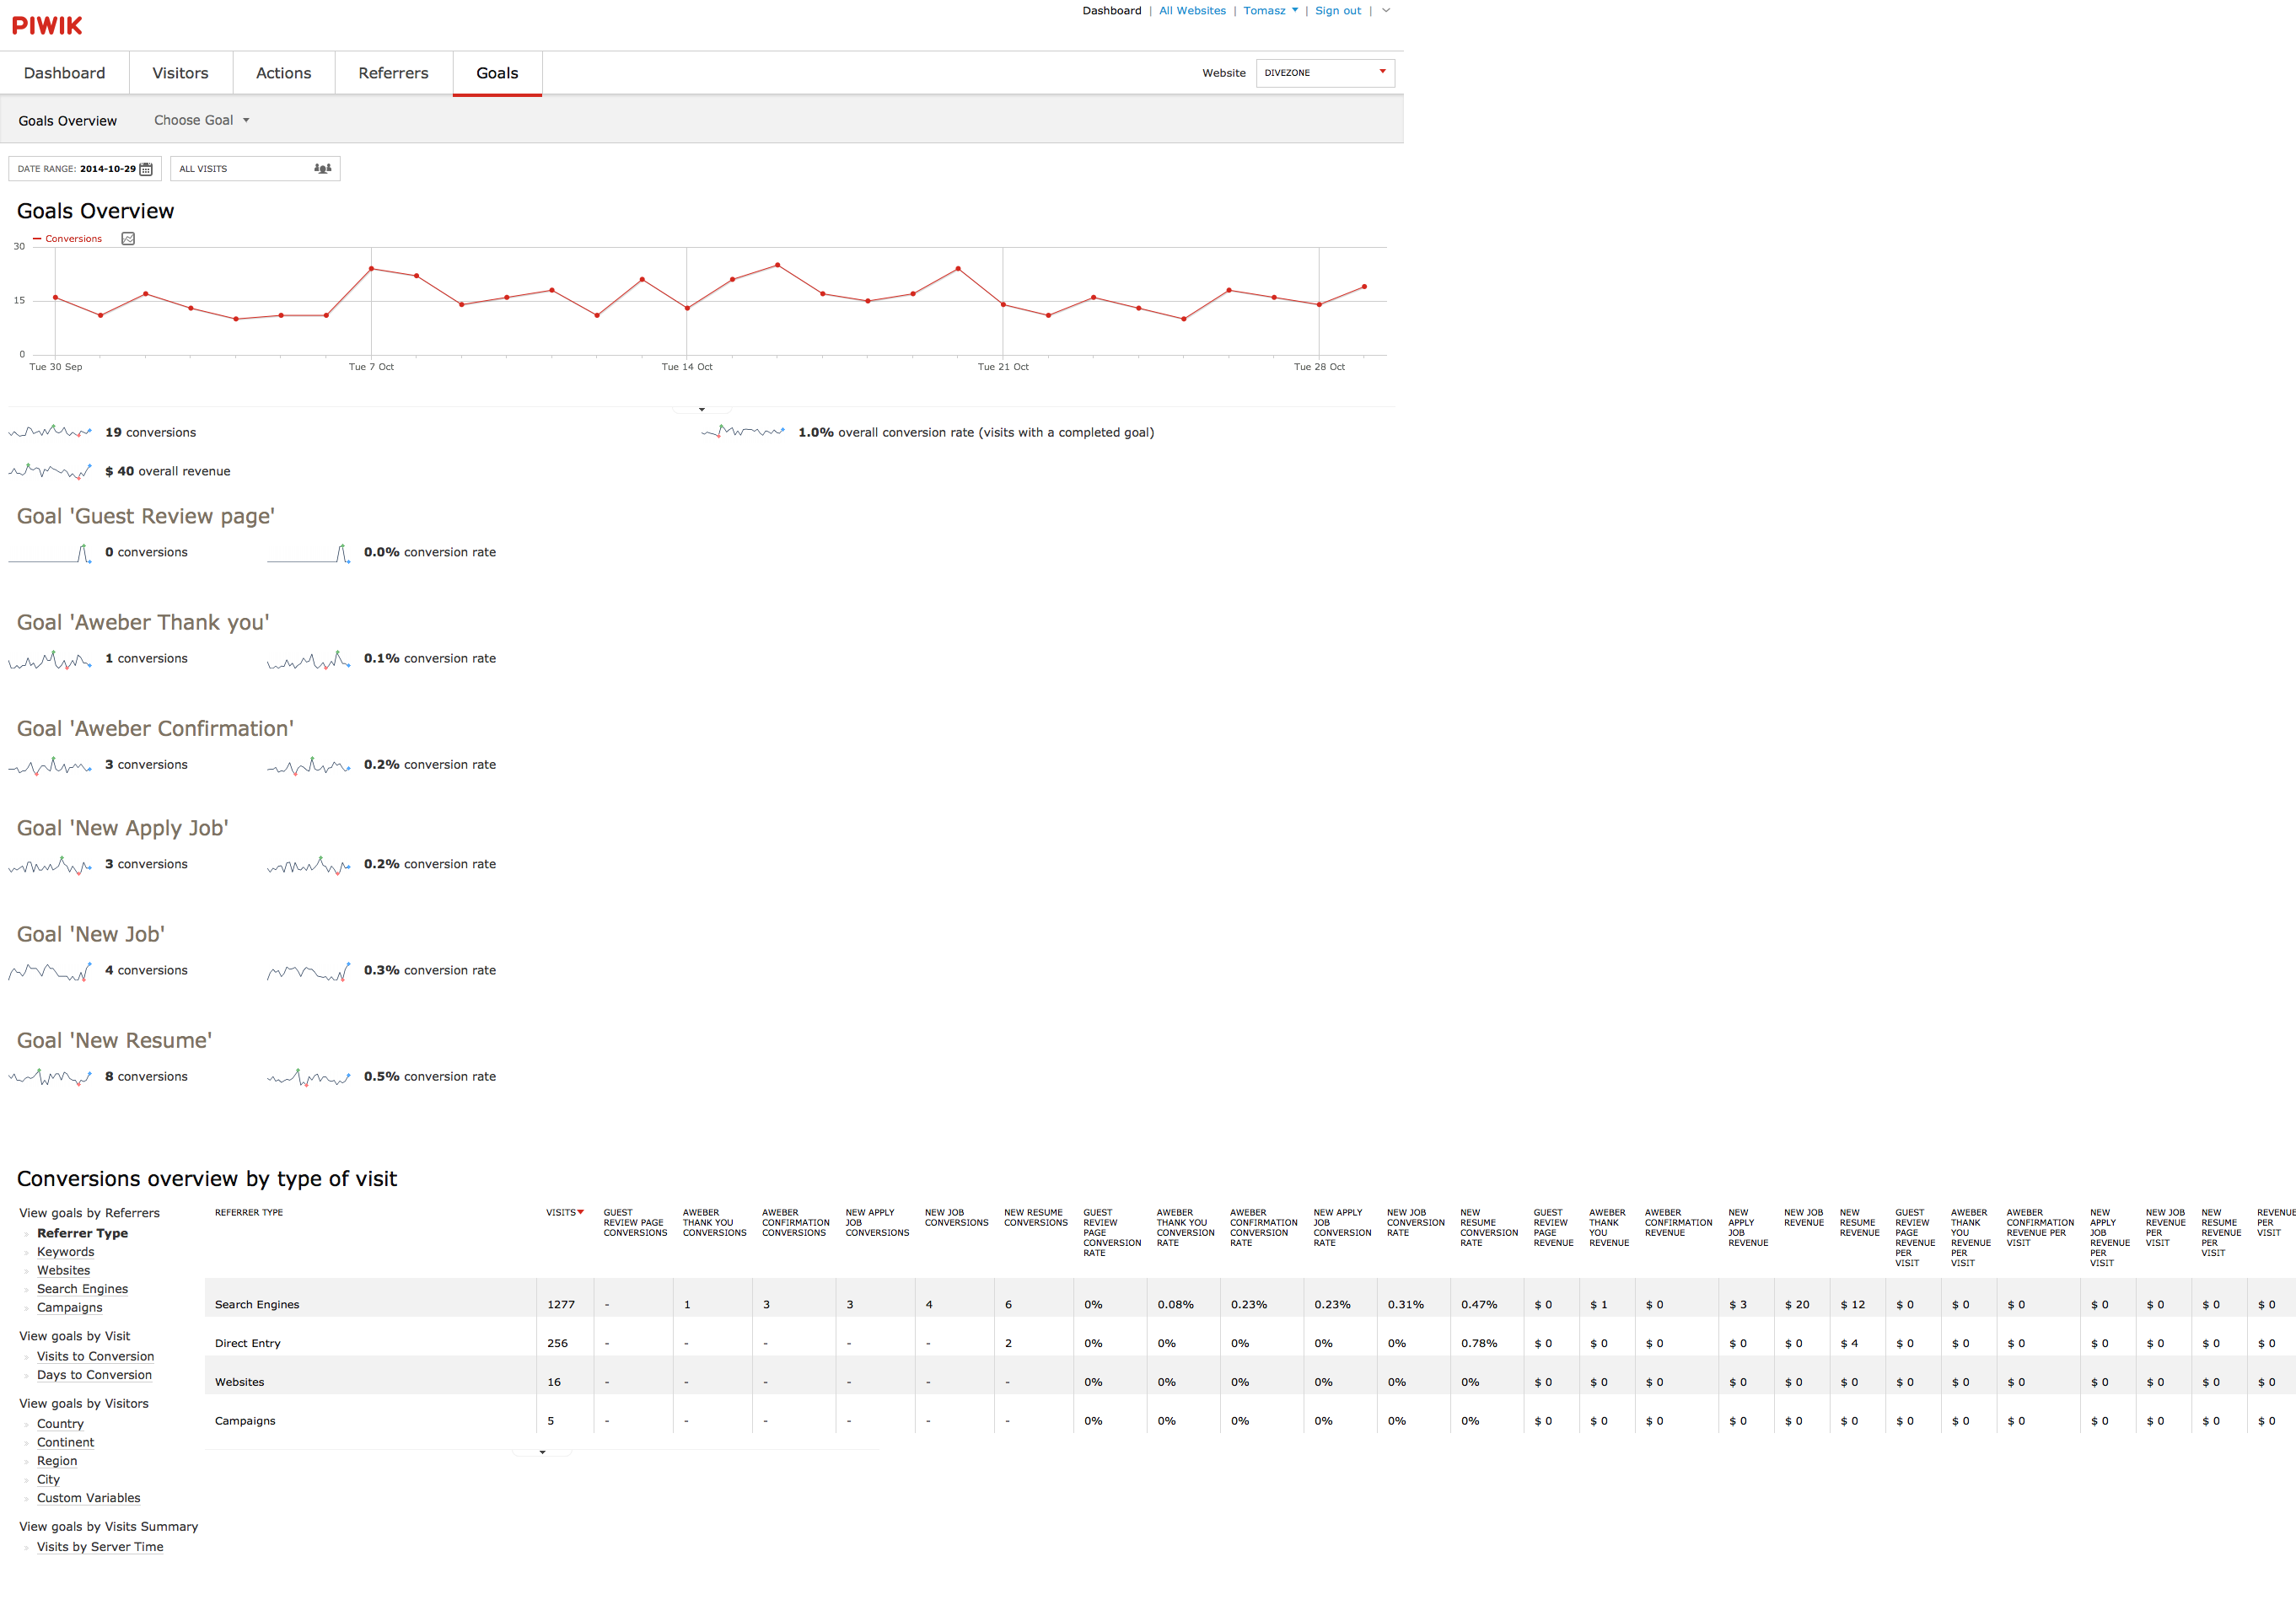 PIWIK
Dashboard | All Websites | Tomasz | Sign out |
Dashboard Visitors Actions Referrers Goals
Website DIVEZONE
Goals Overview Choose Goal
DATE RANGE: 2014-10-29 ALL VISITS
Goals Overview
Conversions
30
15
0
Tue 30 Sep Tue 7 Oct Tue 14 Oct Tue 21 Oct Tue 28 Oct
19 conversions
1.0% overall conversion rate (visits with a completed goal)
$ 40 overall revenue
Goal 'Guest Review page'
0 conversions 0.0% conversion rate
Goal 'Aweber Thank you'
1 conversions 0.1% conversion rate
Goal 'Aweber Confirmation'
3 conversions 0.2% conversion rate
Goal 'New Apply Job'
3 conversions 0.2% conversion rate
Goal 'New Job'
4 conversions 0.3% conversion rate
Goal 'New Resume'
8 conversions 0.5% conversion rate
Conversions overview by type of visit
View goals by Referrers
» Referrer Type
» Keywords
» Websites
» Search Engines
» Campaigns
View goals by Visit
» Visits to Conversion
» Days to Conversion
View goals by Visitors
» Country
» Continent
» Region
» City
» Custom Variables
View goals by Visits Summary
» Visits by Server Time
REFERRER TYPE
VISITS
GUEST REVIEW PAGE CONVERSIONS
AWEBER THANK YOU CONVERSIONS
AWEBER CONFIRMATION CONVERSIONS
NEW APPLY JOB CONVERSIONS
NEW JOB CONVERSIONS
NEW RESUME CONVERSIONS
GUEST REVIEW PAGE CONVERSION RATE
AWEBER THANK YOU CONVERSION RATE
AWEBER CONFIRMATION CONVERSION RATE
NEW APPLY JOB CONVERSION RATE
NEW JOB CONVERSION RATE
NEW RESUME CONVERSION RATE
GUEST REVIEW PAGE REVENUE
AWEBER THANK YOU REVENUE
AWEBER CONFIRMATION REVENUE
NEW APPLY JOB REVENUE
NEW JOB REVENUE
NEW RESUME REVENUE
GUEST REVIEW PAGE REVENUE PER VISIT
AWEBER THANK YOU REVENUE PER VISIT
AWEBER CONFIRMATION REVENUE PER VISIT
NEW APPLY JOB REVENUE PER VISIT
NEW JOB REVENUE PER VISIT
NEW RESUME REVENUE PER VISIT
REVENUE PER VISIT
Search Engines 1277 - 1 3 3 4 6 0% 0.08% 0.23% 0.23% 0.31% 0.47% $ 0 $ 1 $ 0 $ 3 $ 20 $ 12 $ 0 $ 0 $ 0 $ 0 $ 0 $ 0 $ 0
Direct Entry 256 - - - - - 2 0% 0% 0% 0% 0% 0.78% $ 0 $ 0 $ 0 $ 0 $ 0 $ 4 $ 0 $ 0 $ 0 $ 0 $ 0 $ 0 $ 0
Websites 16 - - - - - - 0% 0% 0% 0% 0% 0% $ 0 $ 0 $ 0 $ 0 $ 0 $ 0 $ 0 $ 0 $ 0 $ 0 $ 0 $ 0 $ 0
Campaigns 5 - - - - - - 0% 0% 0% 0% 0% 0% $ 0 $ 0 $ 0 $ 0 $ 0 $ 0 $ 0 $ 0 $ 0 $ 0 $ 0 $ 0 $ 0